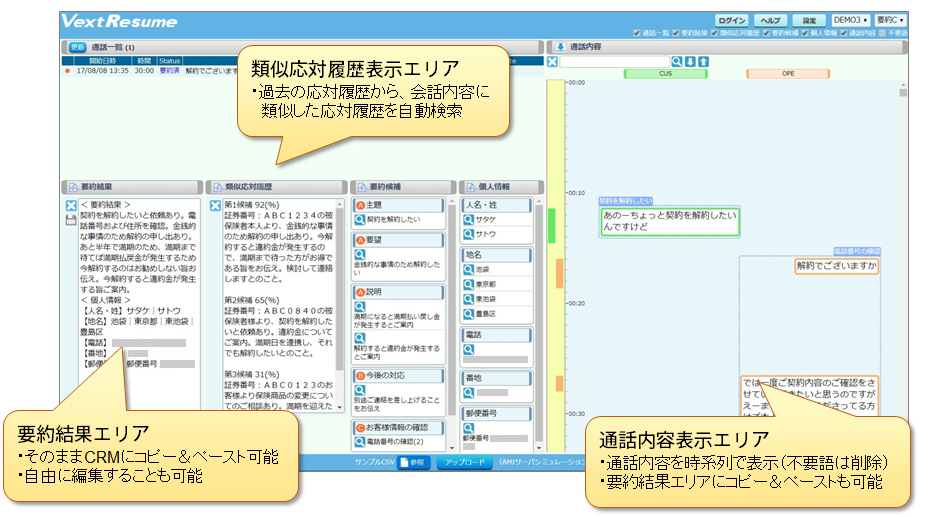 VextResume
ログイン ヘルプ 設定 DEMO3 要約C
通話一覧 要約結果 類似応対履歴 要約候補 個人情報 通話内容 不要語
更新 通話一覧 (1)
開始日時 時間 Status
17/08/08 13:35 30:00 要約済 解約でございます
類似応対履歴表示エリア
・過去の応対履歴から、会話内容に
類似した応対履歴を自動検索
要約結果
＜ 要約結果 ＞
契約を解約したいと依頼あり。電
話番号および住所を確認。金銭的
な事情のため解約の申し出あり。
あと半年で満期のため、満期まで
待てば満期払戻金が発生するため
今解約するのはお勧めしない旨お
伝え。今解約すると違約金が発生
する旨ご案内。
＜ 個人情報 ＞
【人名・姓】サタケ｜サトウ
【地名】池袋｜東京都｜東池袋｜
豊島区
【電話】
【番地】
【郵便 郵便番号
類似応対履歴
第1候補 92(%)
証券番号：ＡＢＣ１２３４の被
保険者本人より、金銭的な事情
のため解約の申し出あり。今解
約すると違約金が発生するの
で、満期まで待った方がお得で
ある旨をお伝え。検討して連絡
しますとのこと。
第2候補 65(%)
証券番号：ＡＢＣ０８４０の被
保険者様より、契約を解約した
いと依頼あり。違約金について
ご案内。満期日を連携し、それ
でも解約したいとのこと。
第3候補 31(%)
証券番号：ＡＢＣ０１２３のお
客様より保険商品の変更につい
てのご相談あり。満期を迎えた
要約候補
A 主題
契約を解約したい
A 要望
金銭的な事情のため解約した
い
A 説明
満期になると満期払い戻し金
が発生するとご案内
解約すると違約金が発生する
とご案内
B 今後の対応
別途ご連絡を差し上げること
をお伝え
C お客様情報の確認
電話番号の確認(2)
個人情報
人名・姓
サタケ
サトウ
地名
池袋
東京都
東池袋
豊島区
電話
番地
郵便番号
郵便番号
サンプルCSV 参照 アップロード (AMIサーバシミュレーション
通話内容
CUS OPE
00:00
00:10
00:20
00:30
契約を解約したい
あのーちょっと契約を解約したい
んですけど
電話番号の確認
解約でございますか
では一度ご契約内容のご確認をさ
要約結果エリア
・そのままCRMにコピー＆ペースト可能
・自由に編集することも可能
通話内容表示エリア
・通話内容を時系列で表示（不要語は削除）
・要約結果エリアにコピー＆ペーストも可能